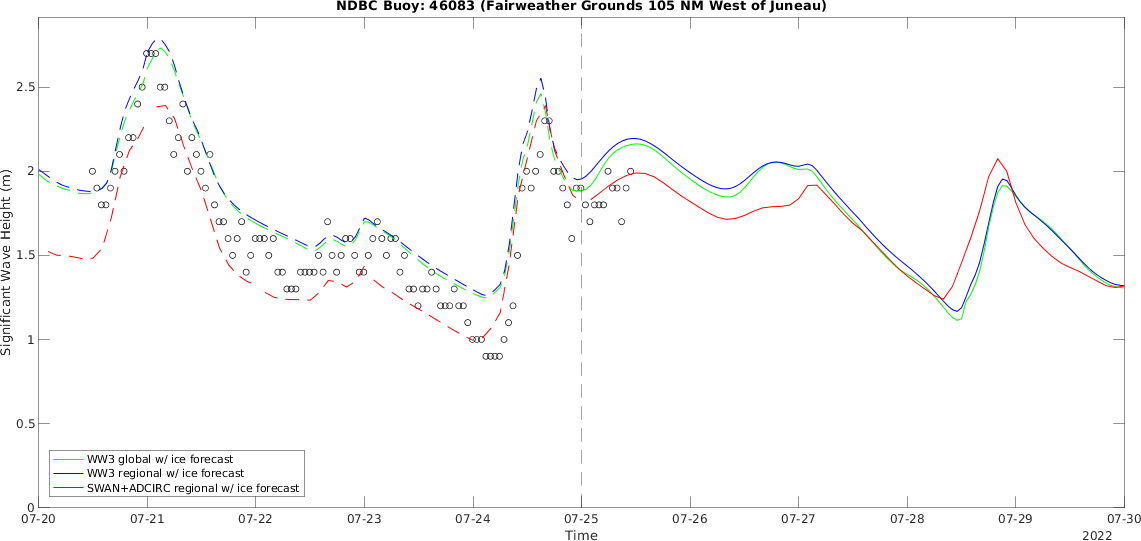 NDBC Buoy: 46083 (Fairweather Grounds 105 NM West of Juneau)
Significant Wave Height (m)
2.5
2
1.5
1
0.5
0
WW3 global w/ ice forecast
WW3 regional w/ ice forecast
SWAN+ADCIRC regional w/ ice forecast
07-20 07-21 07-22 07-23 07-24 07-25 07-26 07-27 07-28 07-29 07-30
Time
2022